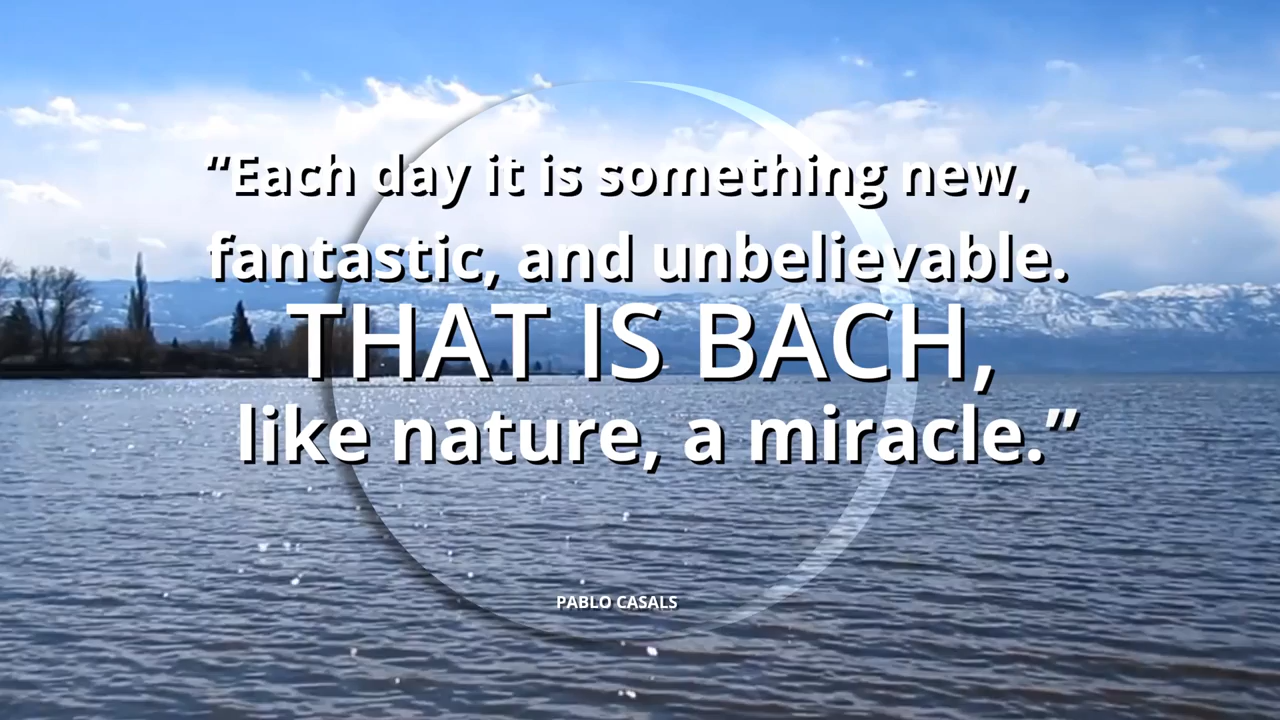 “Each day it is something new,
fantastic, and unbelievable.
THAT IS BACH,
like nature, a miracle.”
PABLO CASALS